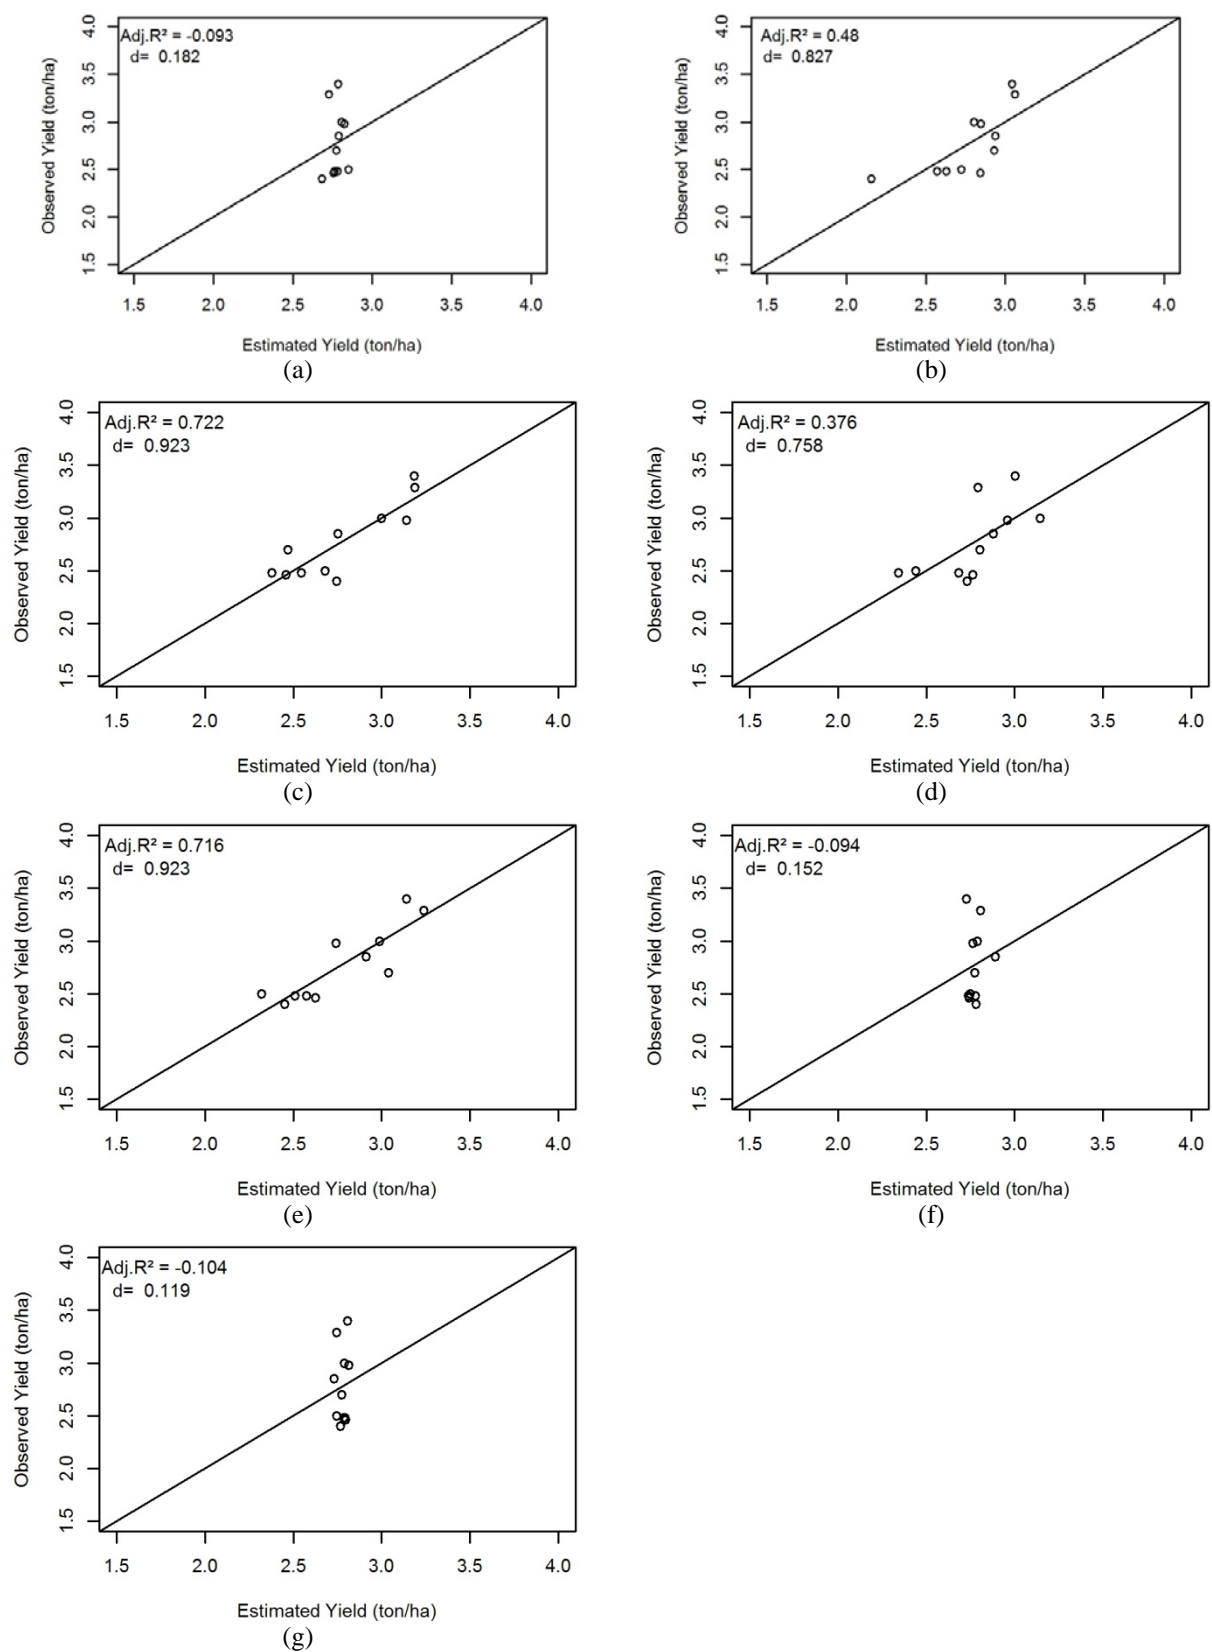 Adj.R² = -0.093
d= 0.182
4.0
3.5
3.0
2.5
2.0
1.5
Observed Yield (ton/ha)
1.5 2.0 2.5 3.0 3.5 4.0
Estimated Yield (ton/ha)
(a)
Adj.R² = 0.48
d= 0.827
4.0
3.5
3.0
2.5
2.0
1.5
Observed Yield (ton/ha)
1.5 2.0 2.5 3.0 3.5 4.0
Estimated Yield (ton/ha)
(b)
Adj.R² = 0.722
d= 0.923
4.0
3.5
3.0
2.5
2.0
1.5
Observed Yield (ton/ha)
1.5 2.0 2.5 3.0 3.5 4.0
Estimated Yield (ton/ha)
(c)
Adj.R² = 0.376
d= 0.758
4.0
3.5
3.0
2.5
2.0
1.5
Observed Yield (ton/ha)
1.5 2.0 2.5 3.0 3.5 4.0
Estimated Yield (ton/ha)
(d)
Adj.R² = 0.716
d= 0.923
4.0
3.5
3.0
2.5
2.0
1.5
Observed Yield (ton/ha)
1.5 2.0 2.5 3.0 3.5 4.0
Estimated Yield (ton/ha)
(e)
Adj.R² = -0.094
d= 0.152
4.0
3.5
3.0
2.5
2.0
1.5
Observed Yield (ton/ha)
1.5 2.0 2.5 3.0 3.5 4.0
Estimated Yield (ton/ha)
(f)
Adj.R² = -0.104
d= 0.119
4.0
3.5
3.0
2.5
2.0
1.5
Observed Yield (ton/ha)
1.5 2.0 2.5 3.0 3.5 4.0
Estimated Yield (ton/ha)
(g)